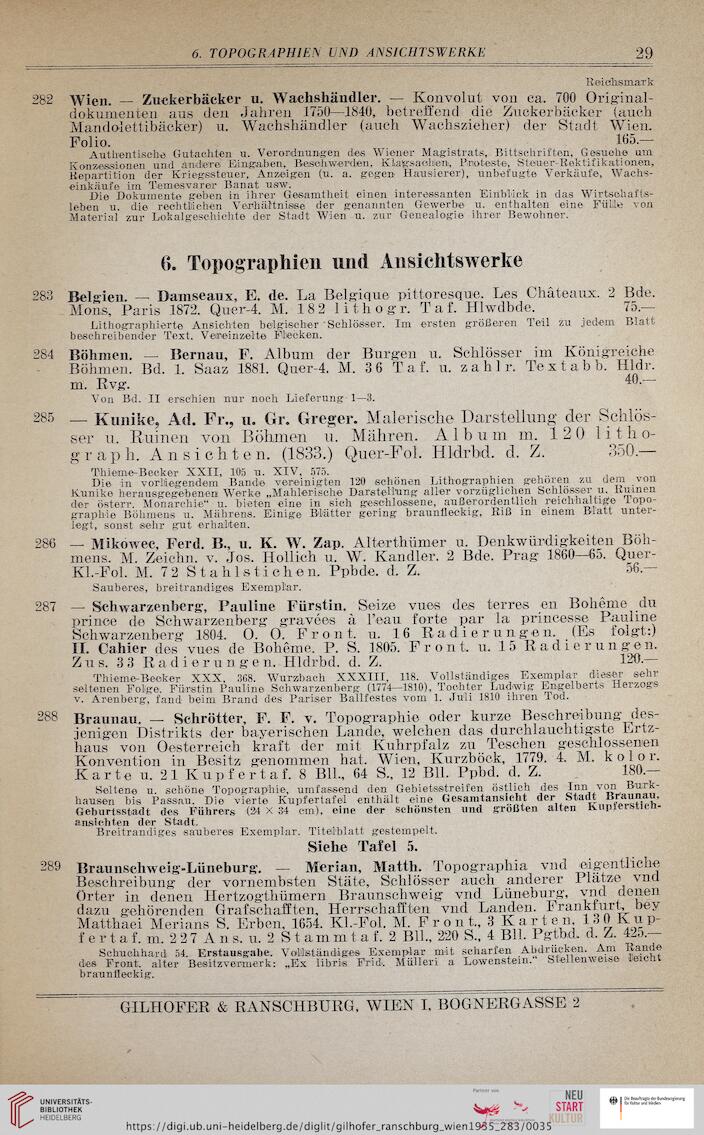 6. TOPOGRAPHIEN UND ANSICHTSWERKE 29
Reichsmark
282 Wien. — Zuckerbäcker u. Wachshändler. — Konvolut von ca. 700 Original-
dokumenten aus den Jahren 1750—1840, betreffend die Zuckerbäcker (auch
Mandolettibäcker) u. Wachshändler (auch Wachszieher) der Stadt Wien.
Folio. 165.—
Authentische Gutachten u. Verordnungen des Wiener Magistrats, Bittschriften, Gesuche um
Konzessionen und andere Eingaben, Beschwerden, Klagsachen, Proteste, Steuer-Rektifikationen,
Repartition der Kriegssteuer, Anzeigen (u. a. gegen Hausierer), unbefugte Verkäufe, Wachs-
einkäufe im Temesvarer Banat usw.
Die Dokumente geben in ihrer Gesamtheit einen interessanten Einblick in das Wirtschafts-
leben u. die rechtlichen Verhältnisse der genannten Gewerbe u. enthalten eine Fülle von
Material zur Lokalgeschichte der Stadt Wien u. zur Genealogie ihrer Bewohner.
6. Topographien und Ansichtswerke
283 Belgien. — Damseaux, E. de. La Belgique pittoresque. Les Châteaux. 2 Bde.
Mons, Paris 1872. Quer-4. M. 182 lithogr. Taf. Hlwdbde. 75.—
Lithographierte Ansichten belgischer Schlösser. Im ersten größeren Teil zu jedem Blatt
beschreibender Text. Vereinzelte Flecken.
284 Böhmen. — Bernau, F. Album der Burgen u. Schlösser im Königreiche
Böhmen. Bd. 1. Saaz 1881. Quer-4. M. 36 Taf. u. zahlr. Textabb. Hldr.
m. Rvg. 40.—
Von Bd. II erschien nur noch Lieferung 1—3.
285 — Kunike, Ad. Fr., u. Gr. Greger. Malerische Darstellung der Schlös-
ser u. Ruinen von Böhmen u. Mähren. Album m. 120 litho-
graph. Ansichten. (1833.) Quer-Fol. Hldrbd. d. Z. 350.—
Thieme-Becker XXII, 105 u. XIV, 575.
Die in vorliegendem Bande vereinigten 120 schönen Lithographien gehören zu dem von
Kunike herausgegebenen Werke „Mahlerische Darstellung aller vorzüglichen Schlösser u. Ruinen
der österr. Monarchie“ u. bieten eine in sich geschlossene, außerordentlich reichhaltige Topo-
graphie Böhmens u. Mährens. Einige Blätter gering braunfleckig, Riß in einem Blatt unter-
legt, sonst sehr gut erhalten.
286 — Mikowec, Ferd. B., u. K. W. Zap. Alterthümer u. Denkwürdigkeiten Böh-
mens. M. Zeichn. v. Jos. Hollich u. W. Kandler. 2 Bde. Prag 1860—65. Quer-
Kl.-Fol. M. 72 Stahlstichen. Ppbde. d. Z. 56.—
Sauberes, breitrandiges Exemplar.
287 — Schwarzenberg, Pauline Fürstin. Seize vues des terres en Bohême du
prince de Schwarzenberg gravées à l'eau forte par la princesse Pauline
Schwarzenberg 1804. O. O. Front. u. 16 Radierungen. (Es folgt:)
II. Cahier des vues de Bohême. P. S. 1805. Front. u. 15 Radierungen.
Zus. 33 Radierungen. Hldrbd. d. Z. 120.—
Thieme-Becker XXX, 368. Wurzbach XXXIII, 118. Vollständiges Exemplar dieser sehr
seltenen Folge. Fürstin Pauline Schwarzenberg (1774—1810), Tochter Ludwig Engelberts Herzogs
v. Arenberg, fand beim Brand des Pariser Ballfestes vom 1. Juli 1810 ihren Tod.
288 Braunau. — Schrötter, F. F. v. Topographie oder kurze Beschreibung des-
jenigen Distrikts der bayerischen Lande, welchen das durchlauchtigste Ertz-
haus von Oesterreich kraft der mit Kuhrpfalz zu Teschen geschlossenen
Konvention in Besitz genommen hat. Wien, Kurzböck, 1779. 4. M. kolor.
Karte u. 21 Kupfertaf. 8 Bll., 64 S., 12 Bll. Ppbd. d. Z. 180.—
Seltene u. schöne Topographie, umfassend den Gebietsstreifen östlich des Inn von Burk-
hausen bis Passau. Die vierte Kupfertafel enthält eine Gesamtansicht der Stadt Braunau,
Geburtsstadt des Führers (24 × 34 cm), eine der schönsten und größten alten Kupferstich-
ansichten der Stadt.
Breitrandiges sauberes Exemplar. Titelblatt gestempelt.
Siehe Tafel 5.
289 Braunschweig-Lüneburg. — Merian, Matth. Topographia vnd eigentliche
Beschreibung der vornembsten Stäte, Schlösser auch anderer Plätze vnd
Örter in denen Hertzogthümern Braunschweig vnd Lüneburg, vnd denen
dazu gehörenden Grafschafften, Herrschafften vnd Landen. Frankfurt, bey
Matthaei Merians S. Erben, 1654. Kl.-Fol. M. Front., 3 Karten. 130 Kup-
fertaf. m. 227 Ans. u. 2 Stammtaf. 2 Bll., 220 S., 4 Bll. Pgtbd. d. Z. 425.—
Schuchhard 54. Erstausgabe. Vollständiges Exemplar mit scharfen Abdrücken. Am Rande
des Front. alter Besitzvermerk: „Ex libris Frid. Mülleri a Lowenstein.“ Stellenweise leicht
braunfleckig.
GILHOFER & RANSCHBURG, WIEN I, BOGNERGASSE 2
UNIVERSITÄTS-
BIBLIOTHEK
HEIDELBERG
https://digi.ub.uni-heidelberg.de/diglit/gilhofer_ranschburg_wien1935_283/0035
Partner von
NEU
START
KULTUR
Die Beauftragte der Bundesregierung
für Kultur und Medien